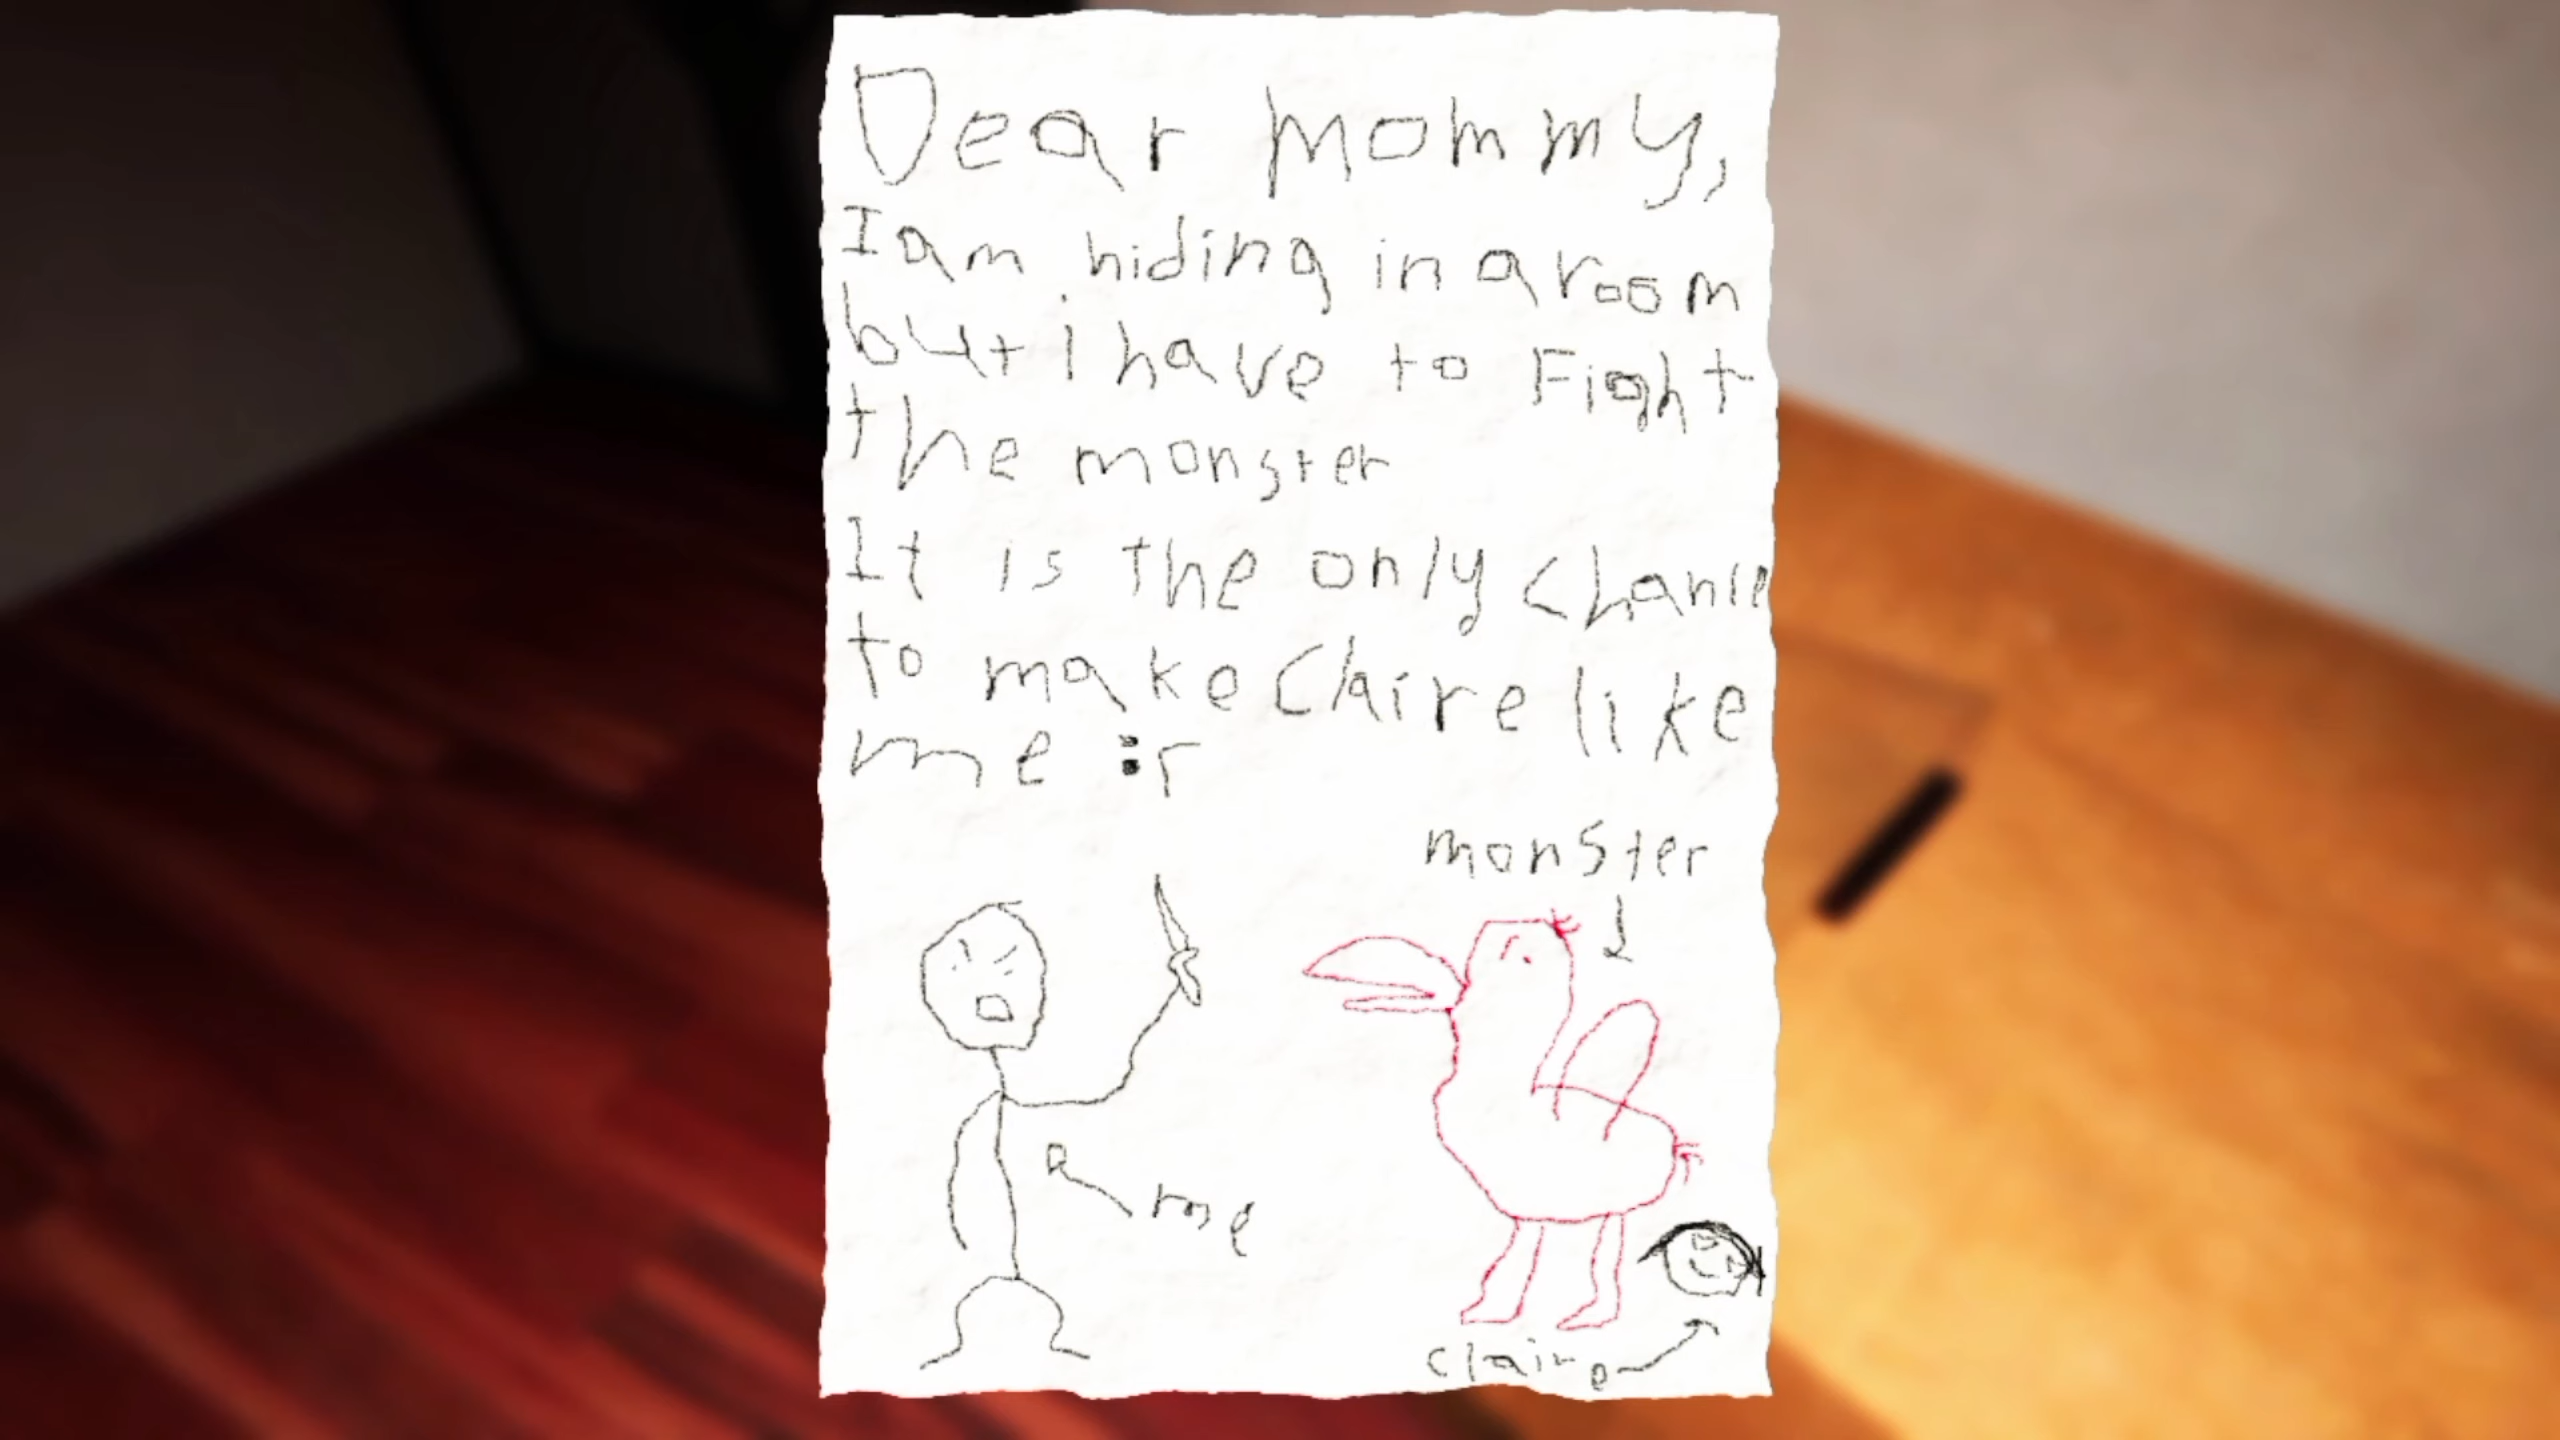 Dear Mommy,
I am hiding in a room
but i have to Fight
the monster
It is the only chance
to make Claire like
me :r
monster
me
claire